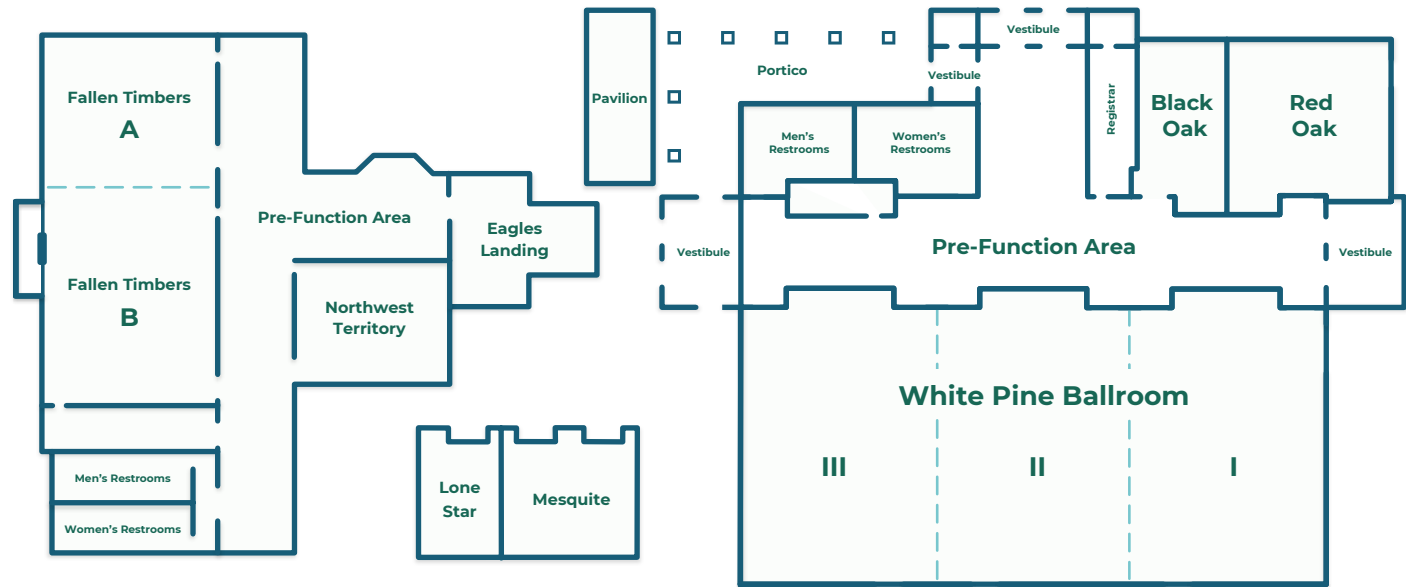 Fallen Timbers
A
Fallen Timbers
B
Pre-Function Area
Eagles
Landing
Northwest
Territory
Men's Restrooms
Women's Restrooms
Lone
Star
Mesquite
Pavilion
Portico
Vestibule
Vestibule
Men's
Restrooms
Women's
Restrooms
Registrar
Black
Oak
Red
Oak
Vestibule
Pre-Function Area
Vestibule
White Pine Ballroom
III
II
I